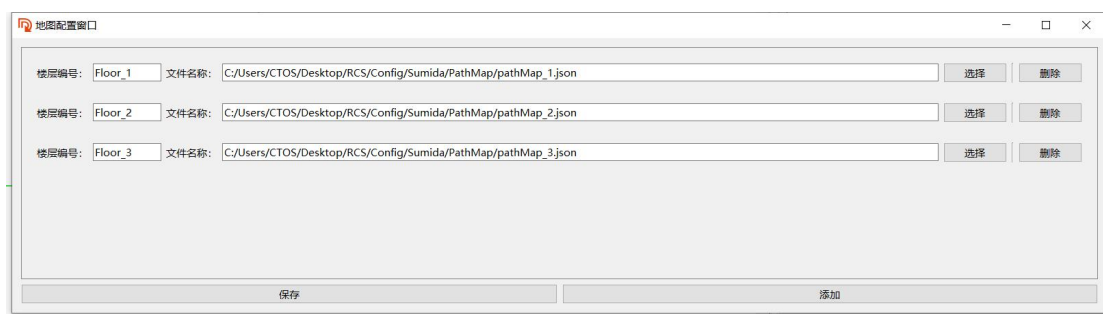 地图配置窗口
楼层编号： Floor_1 文件名称： C:/Users/CTOS/Desktop/RCS/Config/Sumida/PathMap/pathMap_1.json 选择 删除
楼层编号： Floor_2 文件名称： C:/Users/CTOS/Desktop/RCS/Config/Sumida/PathMap/pathMap_2.json 选择 删除
楼层编号： Floor_3 文件名称： C:/Users/CTOS/Desktop/RCS/Config/Sumida/PathMap/pathMap_3.json 选择 删除
保存 添加